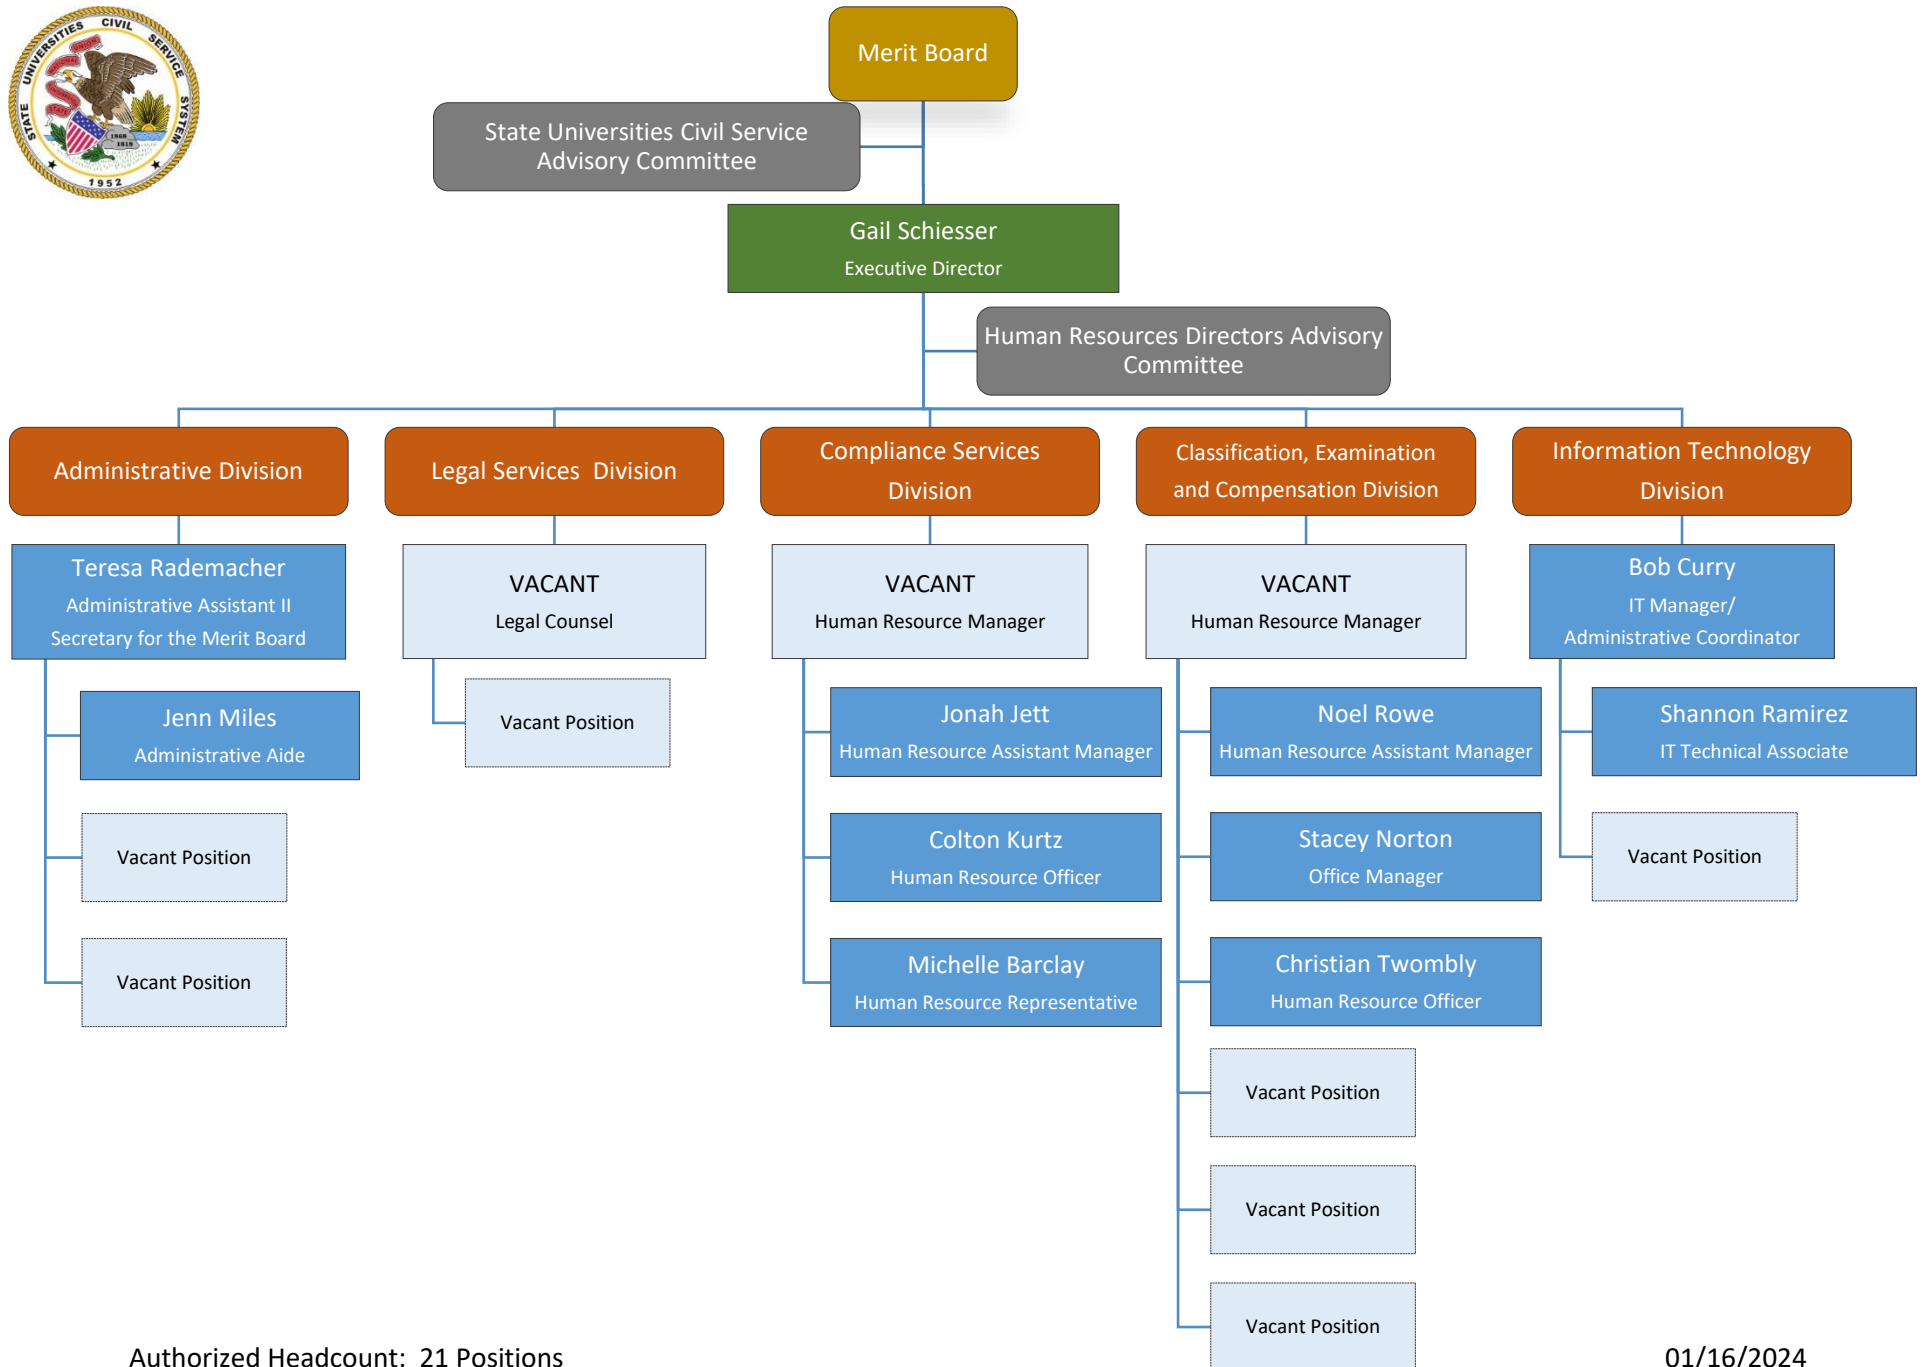 STATE UNIVERSITIES CIVIL SERVICE SYSTEM
1868
1818
1952
Merit Board
State Universities Civil Service
Advisory Committee
Gail Schiesser
Executive Director
Human Resources Directors Advisory
Committee
Administrative Division
Legal Services  Division
Compliance Services
Division
Classification, Examination
and Compensation Division
Information Technology
Division
Teresa Rademacher
Administrative Assistant II
Secretary for the Merit Board
VACANT
Legal Counsel
VACANT
Human Resource Manager
VACANT
Human Resource Manager
Bob Curry
IT Manager/
Administrative Coordinator
Jenn Miles
Administrative Aide
Vacant Position
Jonah Jett
Human Resource Assistant Manager
Noel Rowe
Human Resource Assistant Manager
Shannon Ramirez
IT Technical Associate
Vacant Position
Colton Kurtz
Human Resource Officer
Stacey Norton
Office Manager
Vacant Position
Vacant Position
Michelle Barclay
Human Resource Representative
Christian Twombly
Human Resource Officer
Vacant Position
Vacant Position
Vacant Position
Authorized Headcount:  21 Positions
01/16/2024